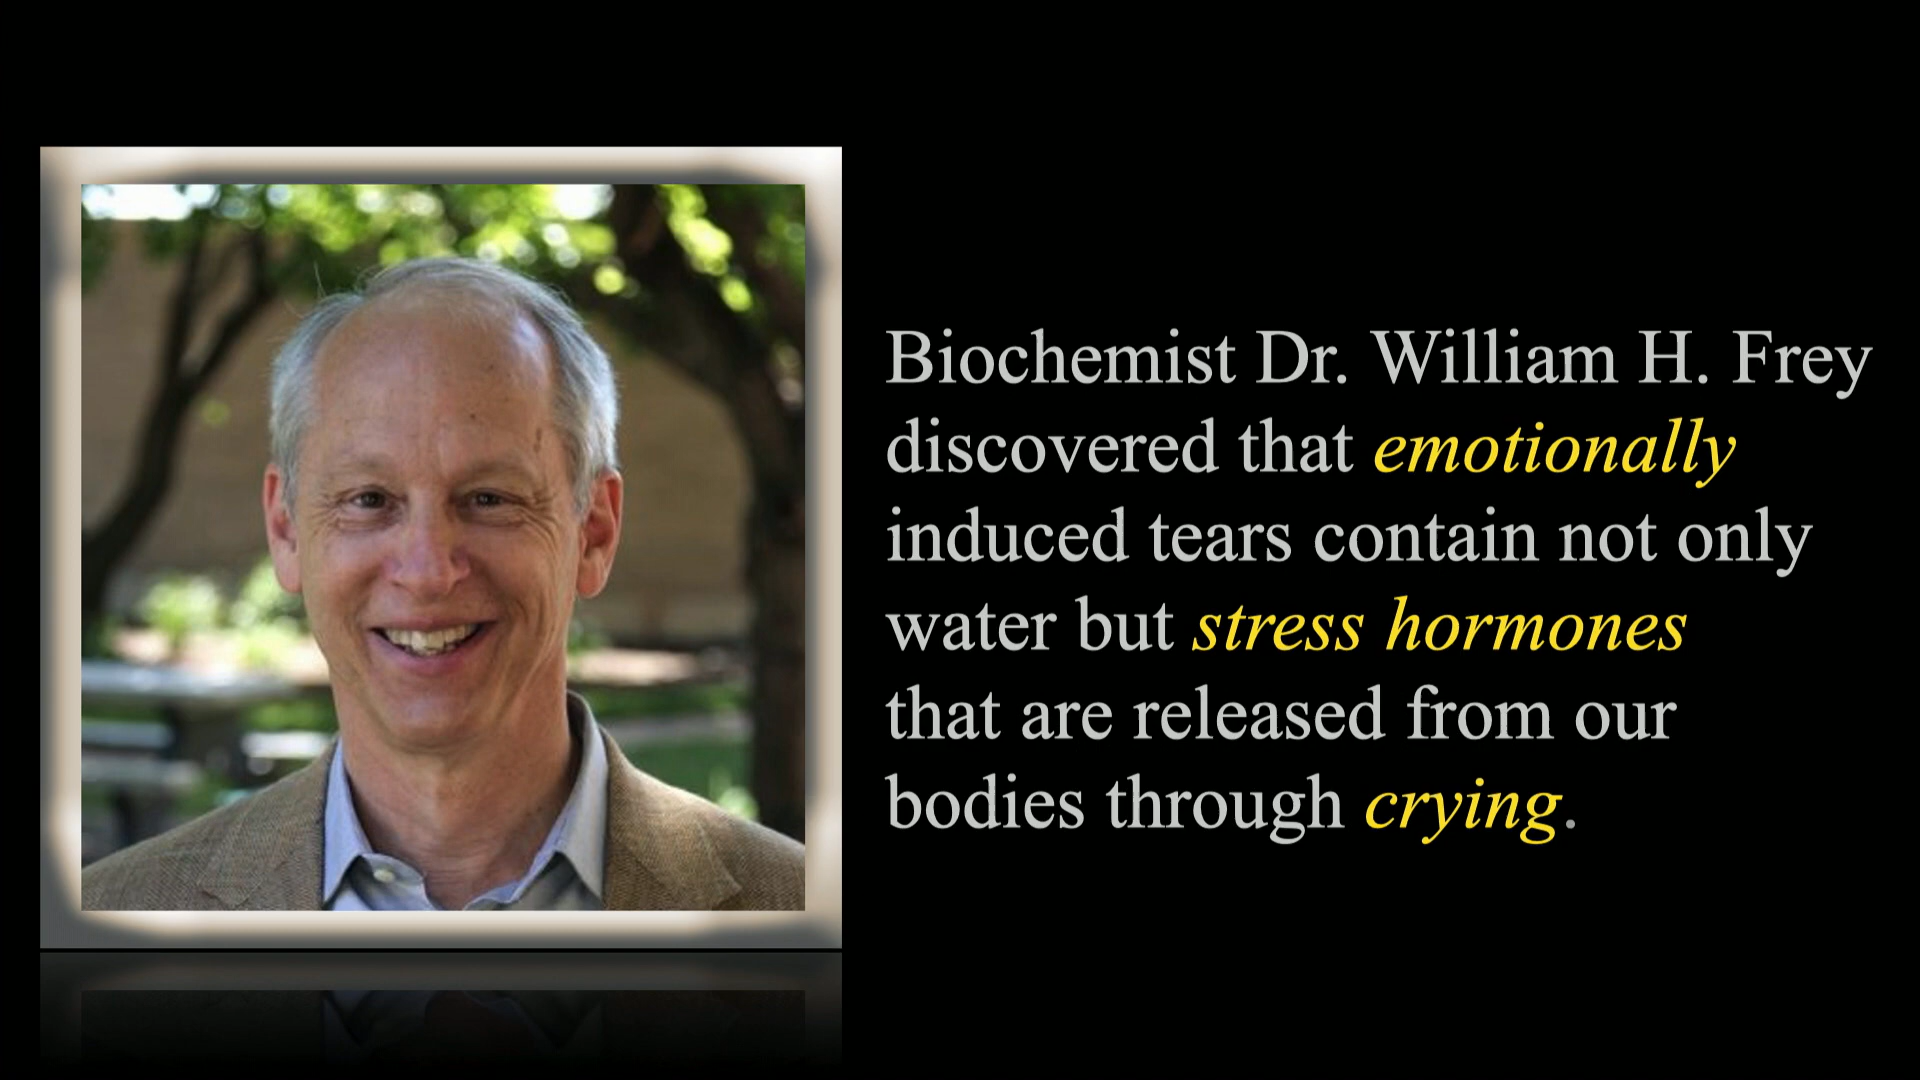 Biochemist Dr. William H. Frey
discovered that emotionally
induced tears contain not only
water but stress hormones
that are released from our
bodies through crying.